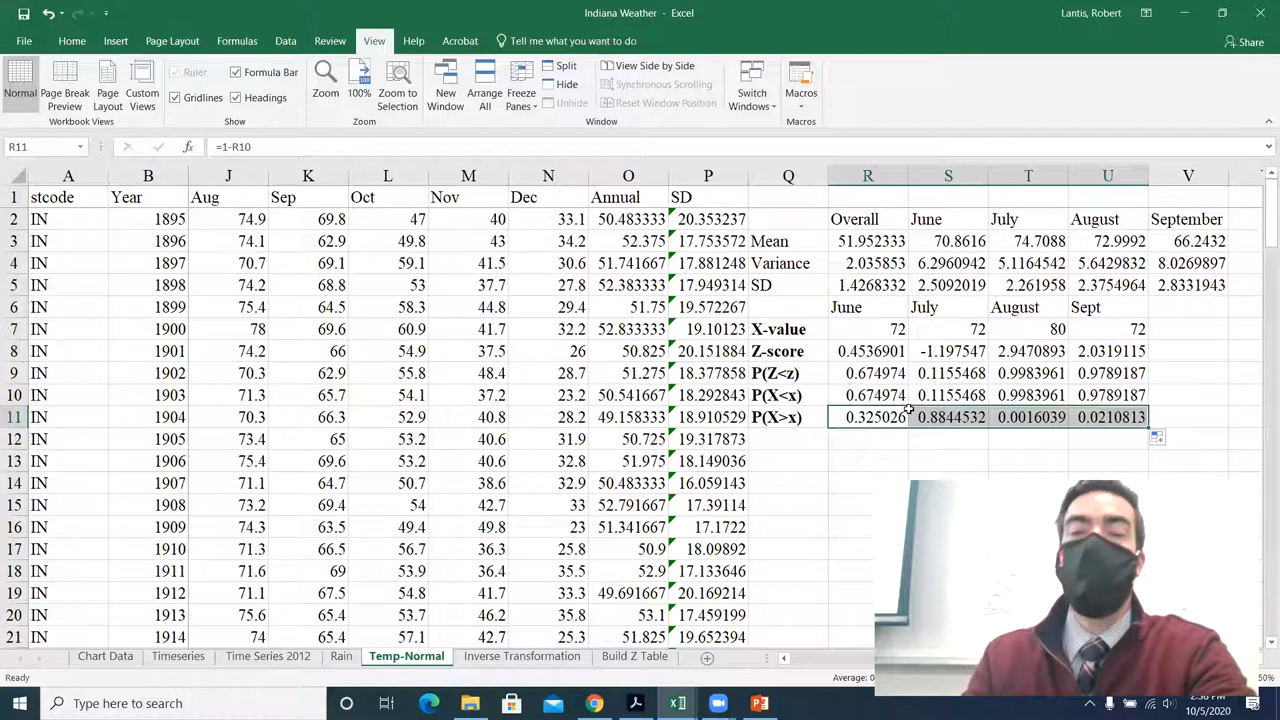 Indiana Weather - Excel
Lantis, Robert
File Home Insert Page Layout Formulas Data Review View Help Acrobat Tell me what you want to do Share
Normal Page Break Preview Page Layout Custom Views
Ruler Formula Bar
Gridlines Headings
Zoom 100% Zoom to Selection
New Window Arrange All Freeze Panes
Split
Hide
Unhide
View Side by Side
Synchronous Scrolling
Reset Window Position
Switch Windows Macros
Workbook Views Show Zoom Window Macros
R11 fx =1-R10
A B J K L M N O P Q R S T U V
1 stcode Year Aug Sep Oct Nov Dec Annual SD
2 IN 1895 74.9 69.8 47 40 33.1 50.483333 20.353237 Overall June July August September
3 IN 1896 74.1 62.9 49.8 43 34.2 52.375 17.753572 Mean 51.952333 70.8616 74.7088 72.9992 66.2432
4 IN 1897 70.7 69.1 59.1 41.5 30.6 51.741667 17.881248 Variance 2.035853 6.2960942 5.1164542 5.6429832 8.0269897
5 IN 1898 74.2 68.8 53 37.7 27.8 52.383333 17.949314 SD 1.4268332 2.5092019 2.261958 2.3754964 2.8331943
6 IN 1899 75.4 64.5 58.3 44.8 29.4 51.75 19.572267 June July August Sept
7 IN 1900 78 69.6 60.9 41.7 32.2 52.833333 19.10123 X-value 72 72 80 72
8 IN 1901 74.2 66 54.9 37.5 26 50.825 20.151884 Z-score 0.4536901 -1.197547 2.9470893 2.0319115
9 IN 1902 70.3 62.9 55.8 48.4 28.7 51.275 18.377858 P(Z<z) 0.674974 0.1155468 0.9983961 0.9789187
10 IN 1903 71.3 65.7 54.1 37.1 23.2 50.541667 18.292843 P(X<x) 0.674974 0.1155468 0.9983961 0.9789187
11 IN 1904 70.3 66.3 52.9 40.8 28.2 49.158333 18.910529 P(X>x) 0.325026 0.8844532 0.0016039 0.0210813
12 IN 1905 73.4 65 53.2 41.5 31.9 50.725 19.317873
13 IN 1906 75.4 69.6 53.2 40.6 32.8 51.975 18.149036
14 IN 1907 71.1 64.7 50.7 38.6 32.9 50.483333 16.059143
15 IN 1908 73.2 69.4 54 42.7 33 52.791667 17.39114
16 IN 1909 74.3 63.5 49.4 49.8 23 51.341667 17.1722
17 IN 1910 71.3 66.5 56.7 36.3 25.8 50.9 18.09892
18 IN 1911 71.6 69 53.9 36.4 35.5 52.9 17.133646
19 IN 1912 71.1 67.5 54.8 41.7 33.3 49.691667 20.169214
20 IN 1913 75.6 65.4 53.7 46.2 35.8 53.1 17.459199
21 IN 1914 74 65.4 57.1 42.7 25.3 51.825 19.652394
Chart Data Timeseries Time Series 2012 Rain Temp-Normal Inverse Transformation Build Z Table
Ready Average: 0
Type here to search
10/5/2020